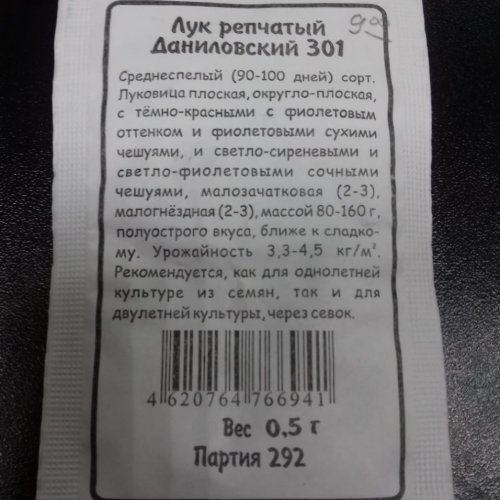 Лук репчатый
Даниловский 301
9⁰⁰
Среднеспелый (90-100 дней) сорт.
Луковица плоская, округло-плоская,
с тёмно-красными с фиолетовым
оттенком и фиолетовыми сухими
чешуями, и светло-сиреневыми и
светло-фиолетовыми сочными
чешуями, малозачатковая (2-3),
малогнёздная (2-3), массой 80-160 г,
полуострого вкуса, ближе к сладко-
му. Урожайность 3,3-4,5 кг/м².
Рекомендуется, как для однолетней
культуре из семян, так и для
двулетней культуры, через севок.
4 620764 766941
Вес 0,5 г
Партия 292